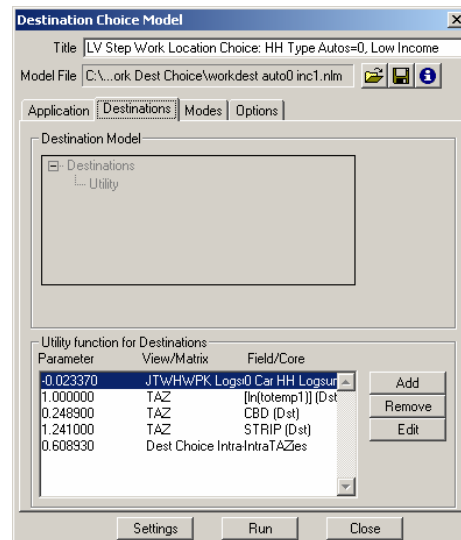 Destination Choice Model
Title LV Step Work Location Choice: HH Type Autos=0, Low Income
Model File C:\...ork Dest Choice\workdest auto0 inc1.nlm
Application Destinations Modes Options
Destination Model
Destinations
Utility
Utility function for Destinations
Parameter View/Matrix Field/Core
-0.023370 JTWHWPK Logs 0 Car HH Logsur
1.000000 TAZ [ln(totemp1)] (Dst
0.248900 TAZ CBD (Dst)
1.241000 TAZ STRIP (Dst)
0.608930 Dest Choice Intra IntraTAZies
Add
Remove
Edit
Settings Run Close